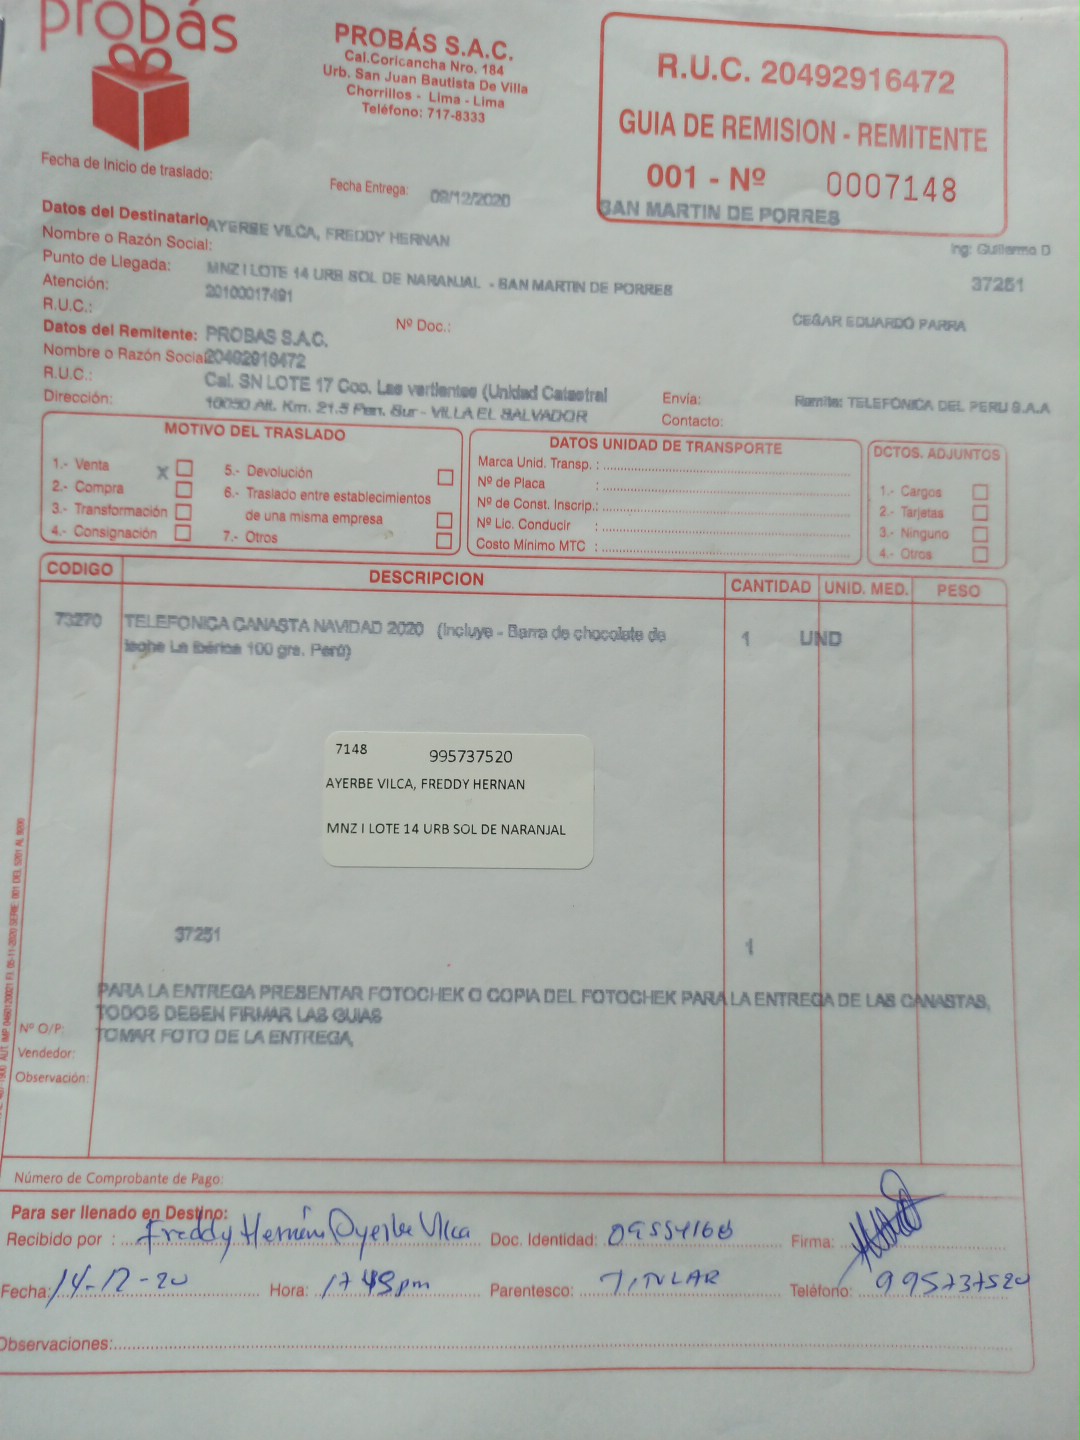 probás
PROBÁS S.A.C.
Cal.Coricancha Nro. 184
Urb. San Juan Bautista De Villa
Chorrillos - Lima - Lima
Teléfono: 717-8333
R.U.C. 20492916472
GUIA DE REMISION - REMITENTE
001 - Nº 0007148
SAN MARTIN DE PORRES
Fecha de Inicio de traslado:
Fecha Entrega: 09/12/2020
Ing: Guillermo D
37251
Datos del Destinatario
Nombre o Razón Social: AYERBE VILCA, FREDDY HERNAN
Punto de Llegada: MNZ I LOTE 14 URB SOL DE NARANJAL - SAN MARTIN DE PORRES
Atención: 20100017491
R.U.C.: Nº Doc.: CESAR EDUARDO PARRA
Datos del Remitente: PROBAS S.A.C.
Nombre o Razón Social 20492916472
R.U.C.: Cal. SN LOTE 17 Coo. Las vertientes (Unidad Catastral
Dirección: 10050 Alt. Km. 21.5 Pan. Sur - VILLA EL SALVADOR
Envía: Remite: TELEFONICA DEL PERU S.A.A
Contacto:
MOTIVO DEL TRASLADO
1.- Venta X
2.- Compra
3.- Transformación
4.- Consignación
5.- Devolución
6.- Traslado entre establecimientos
de una misma empresa
7.- Otros
DATOS UNIDAD DE TRANSPORTE
Marca Unid. Transp. :
Nº de Placa :
Nº de Const. Inscrip.:
Nº Lic. Conducir :
Costo Mínimo MTC :
DCTOS. ADJUNTOS
1.- Cargos
2.- Tarjetas
3.- Ninguno
4.- Otros
CODIGO DESCRIPCION CANTIDAD UNID. MED. PESO
73270 TELEFONICA CANASTA NAVIDAD 2020 (Incluye - Barra de chocolate de 1 UND
leche La Ibérica 100 grs. Perú)
7148 995737520
AYERBE VILCA, FREDDY HERNAN
MNZ I LOTE 14 URB SOL DE NARANJAL
37251 1
PARA LA ENTREGA PRESENTAR FOTOCHEK O COPIA DEL FOTOCHEK PARA LA ENTREGA DE LAS CANASTAS,
TODOS DEBEN FIRMAR LAS GUIAS
TOMAR FOTO DE LA ENTREGA,
Nº O/P:
Vendedor:
Observación:
Número de Comprobante de Pago:
Para ser llenado en Destino:
Recibido por : Freddy Hernán Ayerbe Vilca Doc. Identidad: 09554168 Firma:
Fecha: 14-12-20 Hora: 17 48 pm Parentesco: TITULAR Teléfono: 995737520
Observaciones: